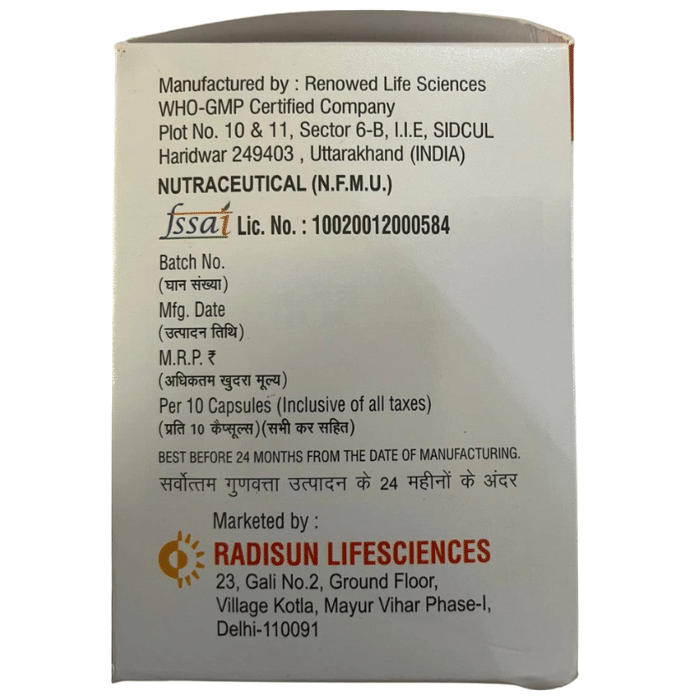 Manufactured by : Renowed Life Sciences
WHO-GMP Certified Company
Plot No. 10 & 11, Sector 6-B, I.I.E, SIDCUL
Haridwar 249403 , Uttarakhand (INDIA)
NUTRACEUTICAL (N.F.M.U.)
fssai Lic. No. : 10020012000584
Batch No.
(घान संख्या)
Mfg. Date
(उत्पादन तिथि)
M.R.P. ₹
(अधिकतम खुदरा मूल्य)
Per 10 Capsules (Inclusive of all taxes)
(प्रति 10 कैप्सूल्स)(सभी कर सहित)
BEST BEFORE 24 MONTHS FROM THE DATE OF MANUFACTURING.
सर्वोत्तम गुणवत्ता उत्पादन के 24 महीनों के अंदर
Marketed by :
RADISUN LIFESCIENCES
23, Gali No.2, Ground Floor,
Village Kotla, Mayur Vihar Phase-I,
Delhi-110091